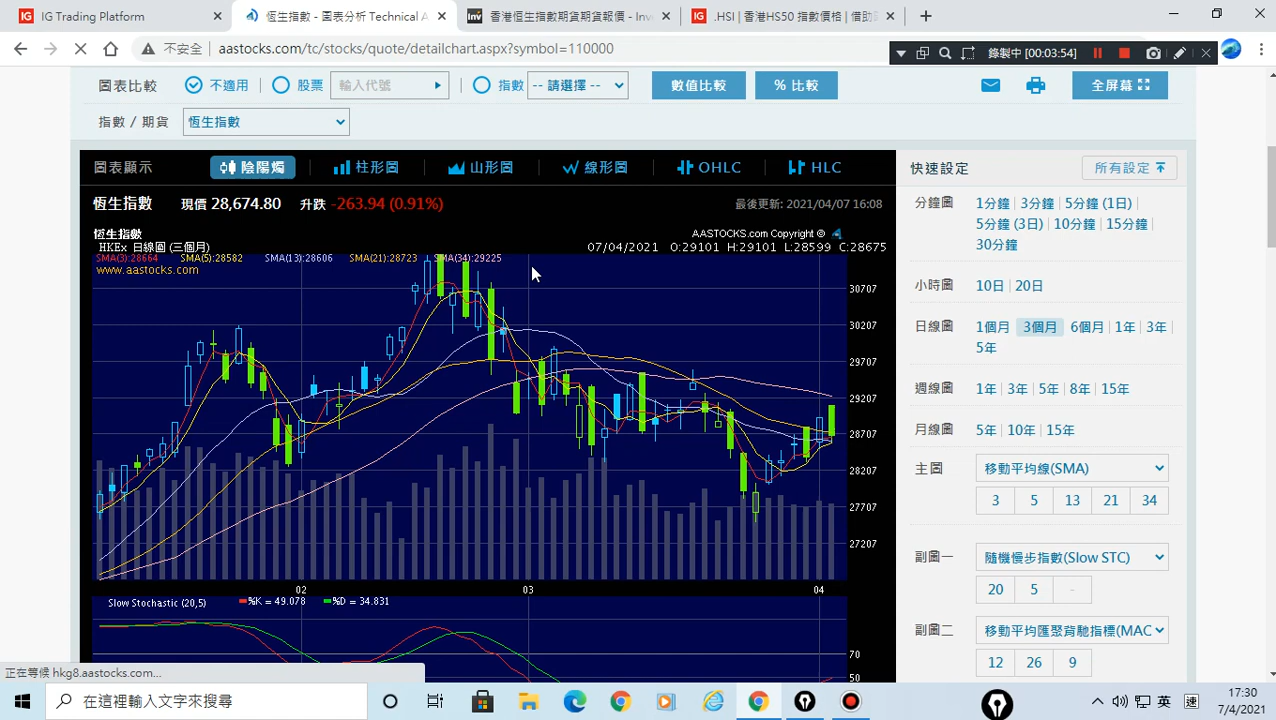 IG Trading Platform
恆生指數 - 圖表分析 Technical A
香港恒生指數期貨期貨報價 - Inve
.HSI | 香港HS50 指數價格 | 借助
不安全 aastocks.com/tc/stocks/quote/detailchart.aspx?symbol=110000
錄製中 [00:03:54]
圖表比較 不適用 股票 輸入代號 指數 -- 請選擇 -- 數值比較 % 比較 全屏幕
指數 / 期貨 恆生指數
圖表顯示 陰陽燭 柱形圖 山形圖 線形圖 OHLC HLC
恆生指數 現價 28,674.80 升跌 -263.94 (0.91%) 最後更新: 2021/04/07 16:08
恆生指數 AASTOCKS.com Copyright ©
HKEx 日線圖 (三個月) 07/04/2021 O:29101 H:29101 L:28599 C:28675
SMA(3):28664 SMA(5):28582 SMA(13):28606 SMA(21):28723 SMA(34):29225
www.aastocks.com
30707
30207
29707
29207
28707
28207
27707
27207
02 03 04
Slow Stochastic (20,5) %K = 49.078 %D = 34.831
70
50
快速設定 所有設定
分鐘圖 1分鐘 3分鐘 5分鐘 (1日)
5分鐘 (3日) 10分鐘 15分鐘
30分鐘
小時圖 10日 20日
日線圖 1個月 3個月 6個月 1年 3年
5年
週線圖 1年 3年 5年 8年 15年
月線圖 5年 10年 15年
主圖 移動平均線(SMA)
3 5 13 21 34
副圖一 隨機慢步指數(Slow STC)
20 5 -
副圖二 移動平均匯聚背馳指標(MAC
12 26 9
正在等候 hkg8.aastocks.com...
在這裡輸入文字來搜尋
英
速
17:30
7/4/2021